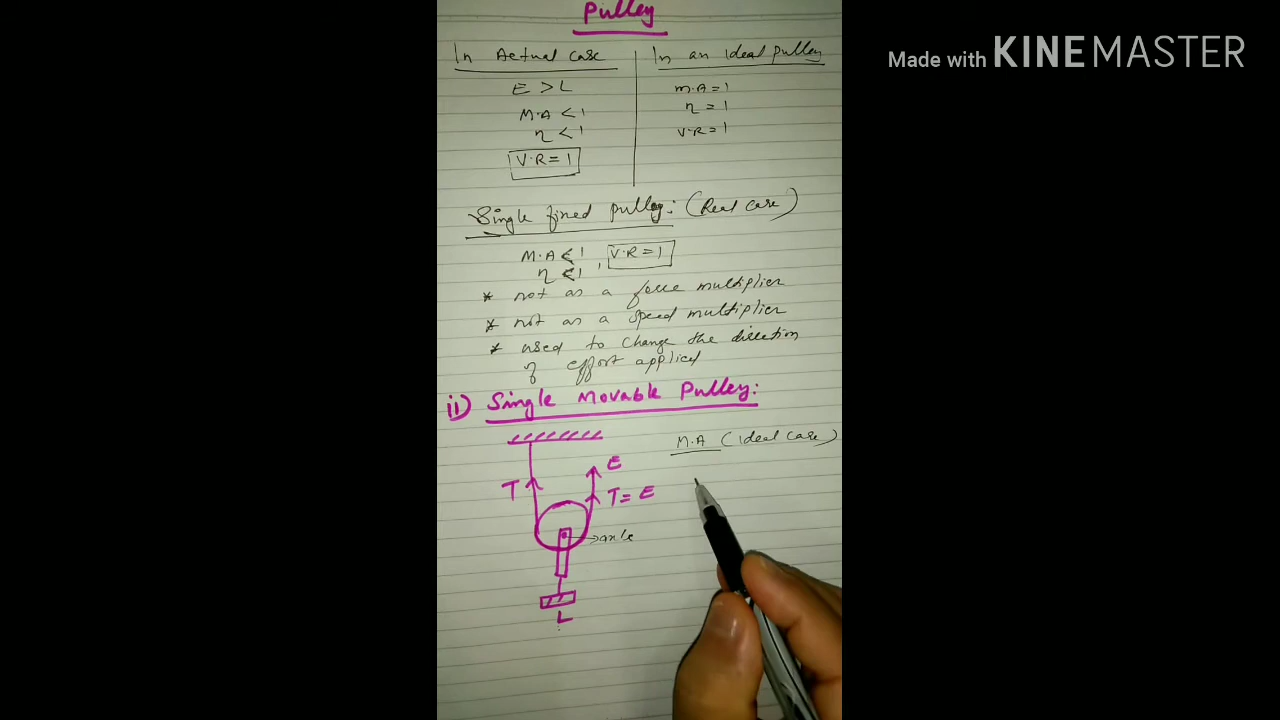 Pulley
In Actual case
E > L
M.A < 1
η < 1
V.R = 1
In an Ideal pulley
M.A = 1
η = 1
V.R = 1
Single fixed pulley: (Real case)
M.A < 1
η < 1, V.R = 1
* not as a force multiplier
* not as a speed multiplier
* used to change the direction
of effort applied
ii) Single Movable Pulley:
T
E
T = E
axle
L
M.A (Ideal case)
Made with KINEMASTER